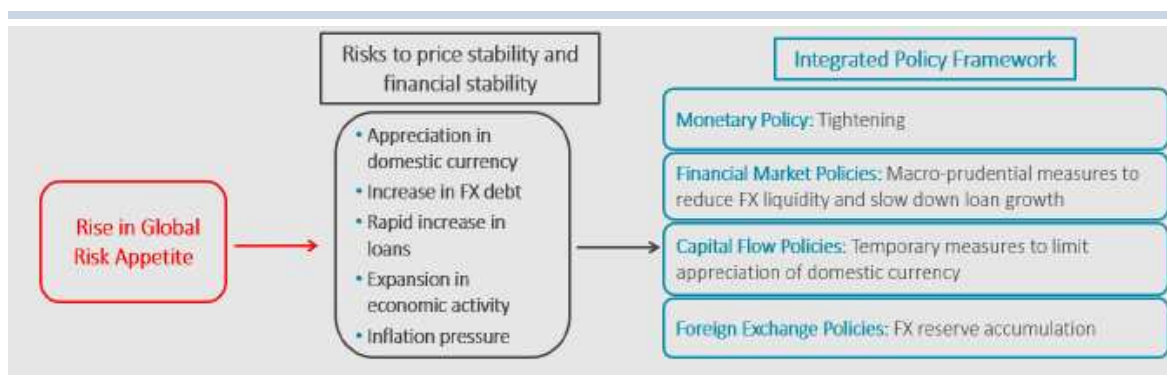 Rise in Global
Risk Appetite
Risks to price stability and
financial stability
• Appreciation in
domestic currency
• Increase in FX debt
• Rapid increase in
loans
• Expansion in
economic activity
• Inflation pressure
Integrated Policy Framework
Monetary Policy: Tightening
Financial Market Policies: Macro-prudential measures to
reduce FX liquidity and slow down loan growth
Capital Flow Policies: Temporary measures to limit
appreciation of domestic currency
Foreign Exchange Policies: FX reserve accumulation